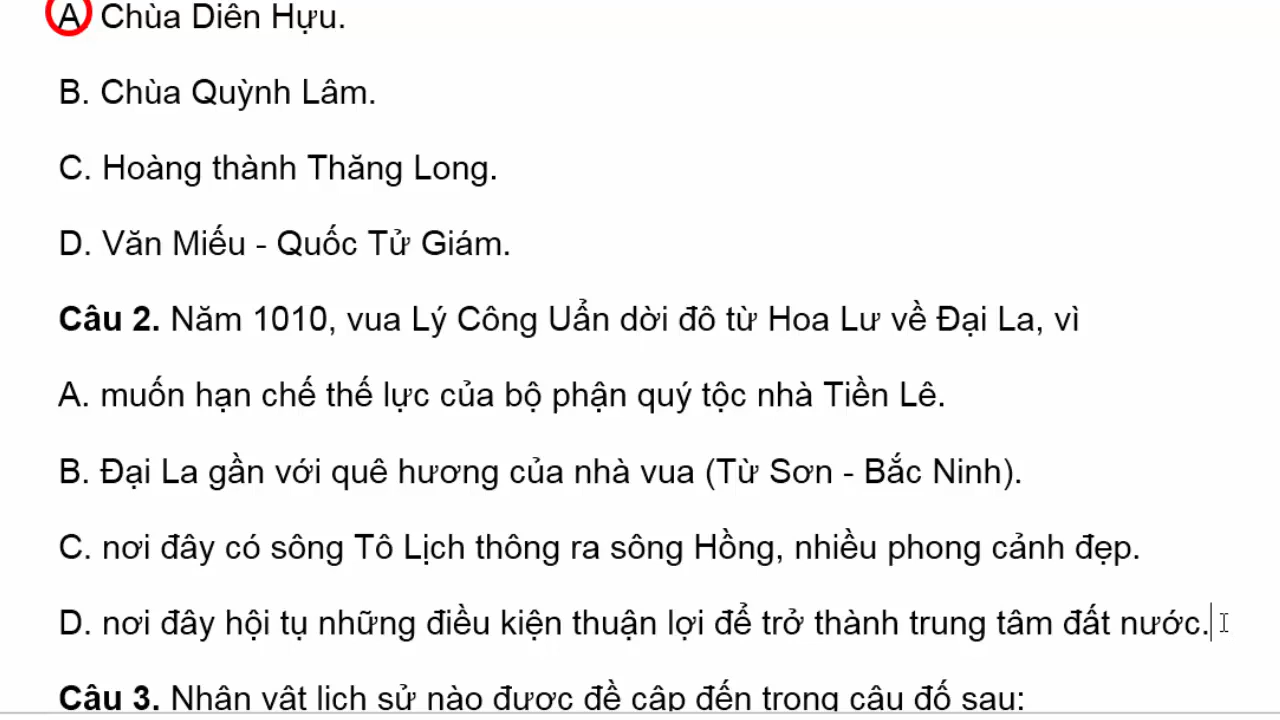 A Chùa Diên Hựu.
B. Chùa Quỳnh Lâm.
C. Hoàng thành Thăng Long.
D. Văn Miếu - Quốc Tử Giám.
Câu 2. Năm 1010, vua Lý Công Uẩn dời đô từ Hoa Lư về Đại La, vì
A. muốn hạn chế thế lực của bộ phận quý tộc nhà Tiền Lê.
B. Đại La gần với quê hương của nhà vua (Từ Sơn - Bắc Ninh).
C. nơi đây có sông Tô Lịch thông ra sông Hồng, nhiều phong cảnh đẹp.
D. nơi đây hội tụ những điều kiện thuận lợi để trở thành trung tâm đất nước.
Câu 3. Nhân vật lịch sử nào được đề cập đến trong câu đố sau: